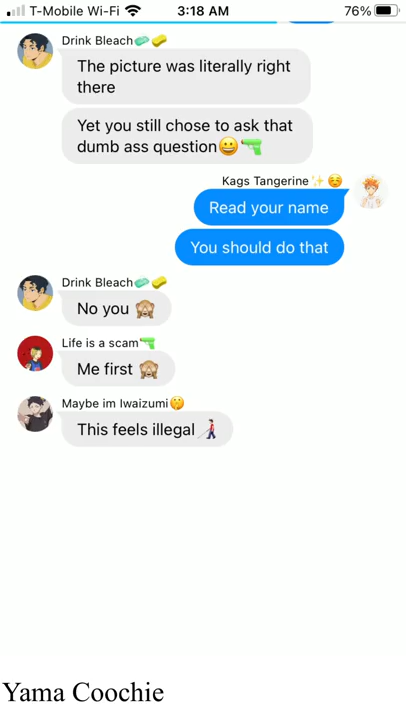 T-Mobile Wi-Fi 3:18 AM 76%
Drink Bleach🧼🧽
The picture was literally right
there
Yet you still chose to ask that
dumb ass question😀🔫
Kags Tangerine✨☺️
Read your name
You should do that
Drink Bleach🧼🧽
No you 🙈
Life is a scam🔫
Me first 🙈
Maybe im Iwaizumi🤫
This feels illegal👩🏻‍🦯
Yama Coochie